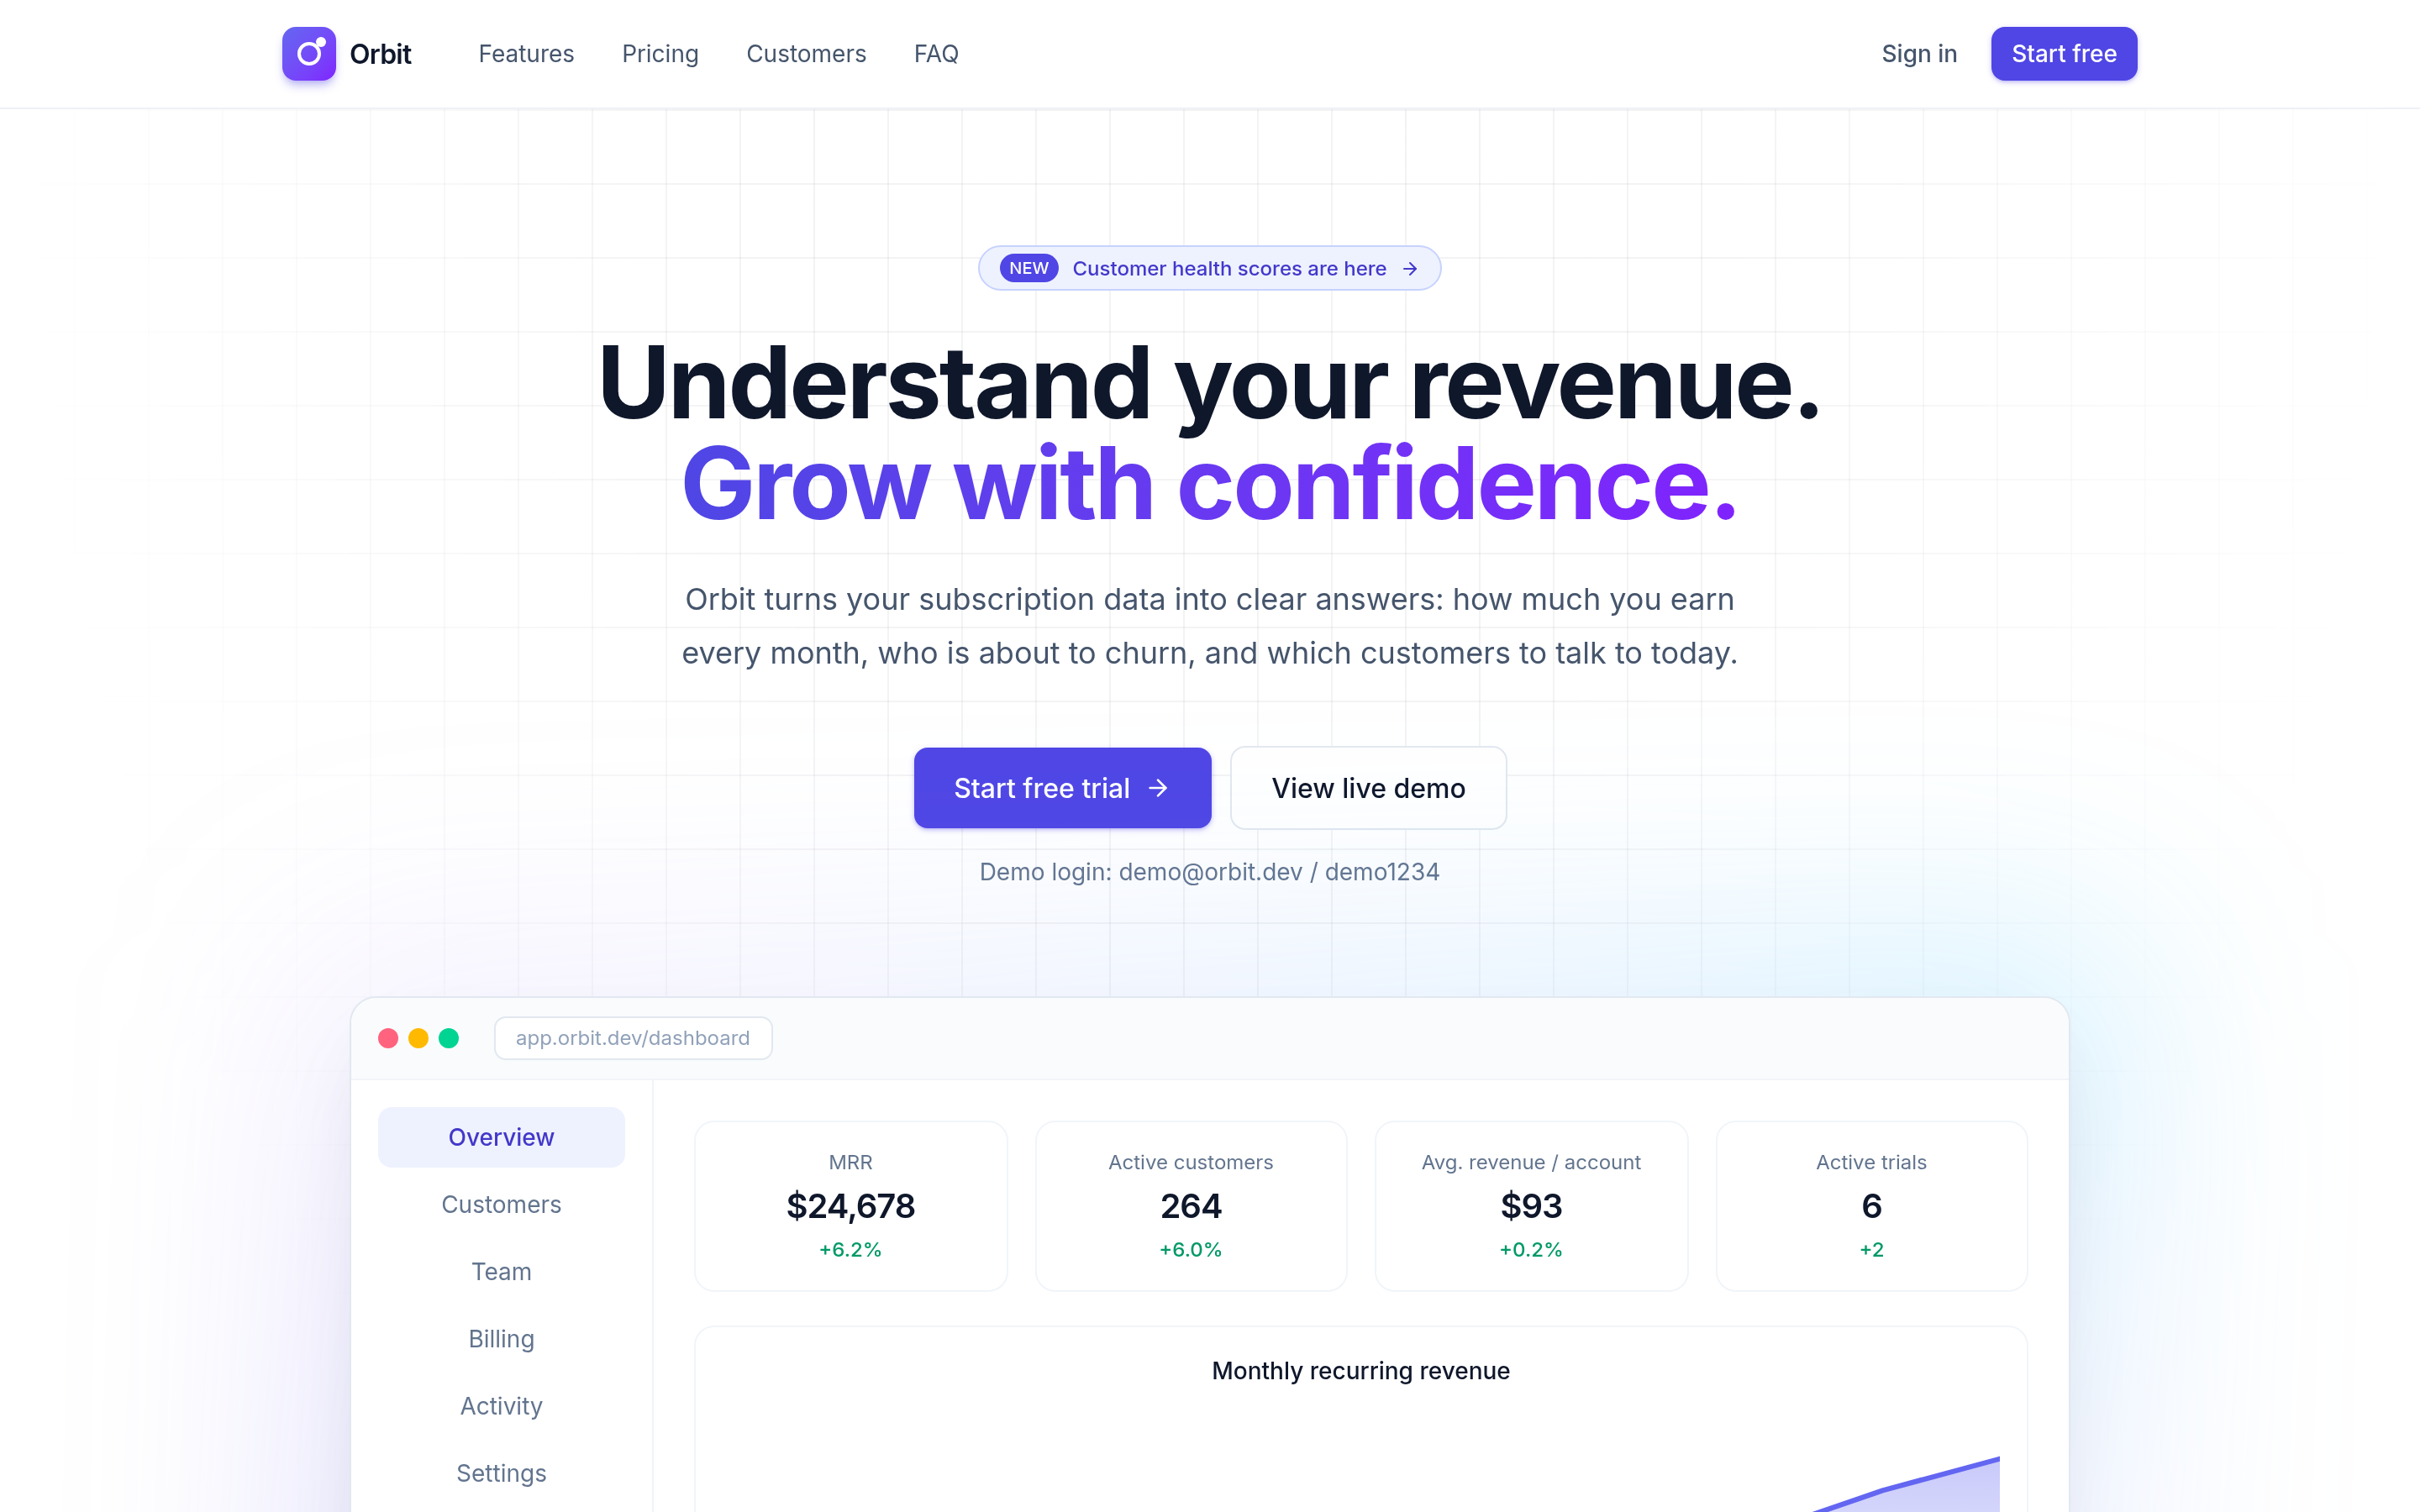 Orbit
Features
Pricing
Customers
FAQ
Sign in
Start free
NEW Customer health scores are here →
Understand your revenue.
Grow with confidence.
Orbit turns your subscription data into clear answers: how much you earn
every month, who is about to churn, and which customers to talk to today.
Start free trial →
View live demo
Demo login: demo@orbit.dev / demo1234
app.orbit.dev/dashboard
Overview
Customers
Team
Billing
Activity
Settings
MRR
$24,678
+6.2%
Active customers
264
+6.0%
Avg. revenue / account
$93
+0.2%
Active trials
6
+2
Monthly recurring revenue